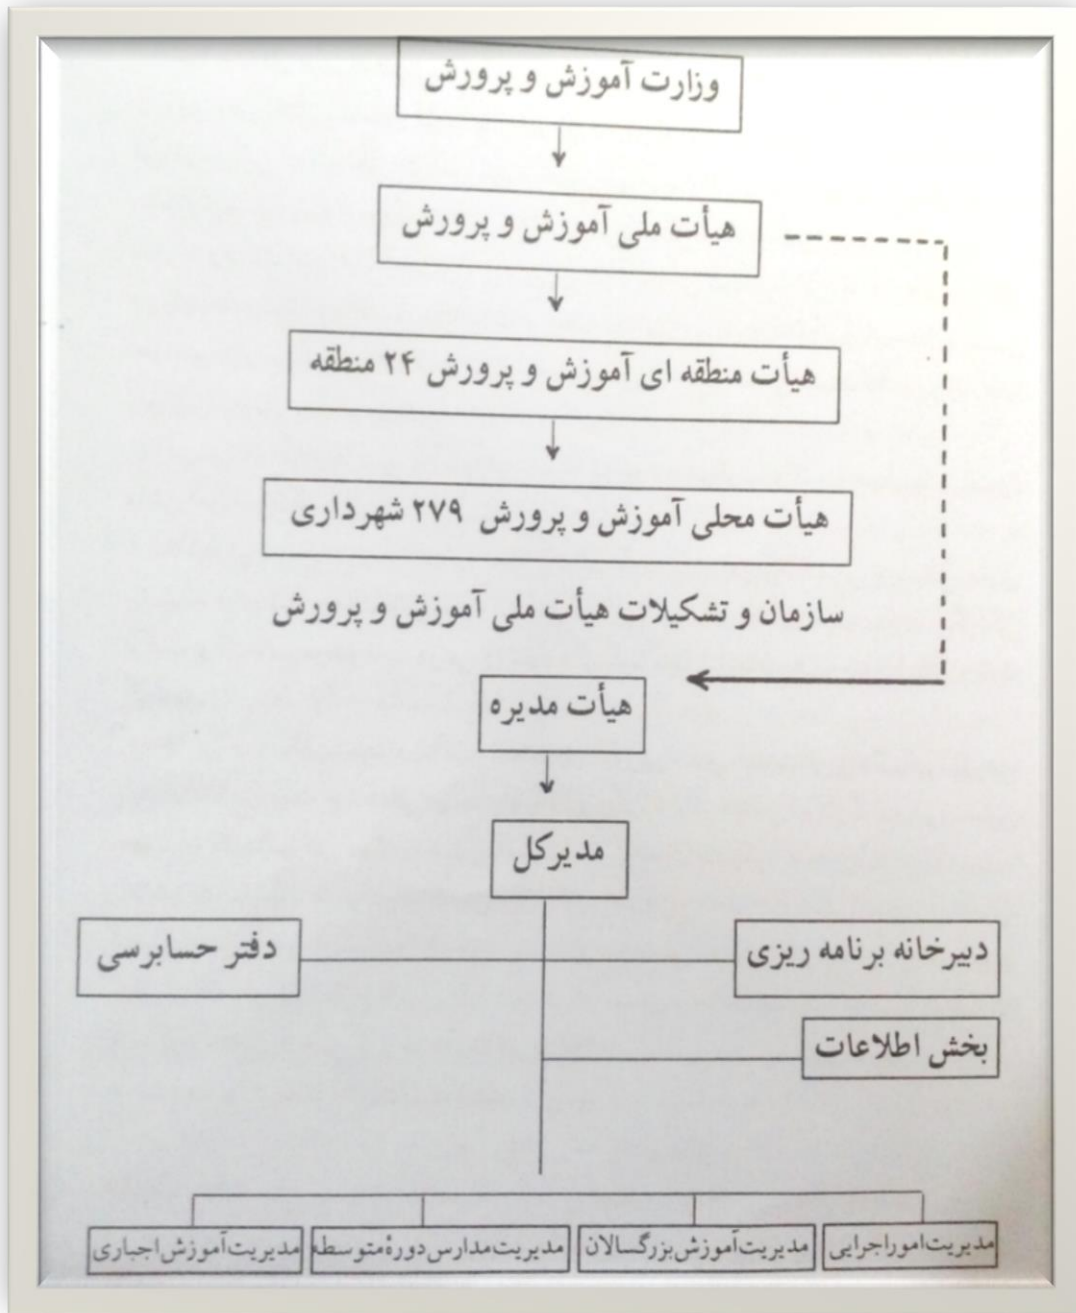 وزارت آموزش و پرورش
هیأت ملی آموزش و پرورش
هیأت منطقه ای آموزش و پرورش ۲۴ منطقه
هیأت محلی آموزش و پرورش ۲۷۹ شهرداری
سازمان و تشکیلات هیأت ملی آموزش و پرورش
هیأت مدیره
مدیرکل
دبیرخانه برنامه ریزی
دفتر حسابرسی
بخش اطلاعات
مدیریت امور اجرایی
مدیریت آموزش بزرگسالان
مدیریت مدارس دورهٔ متوسطه
مدیریت آموزش اجباری